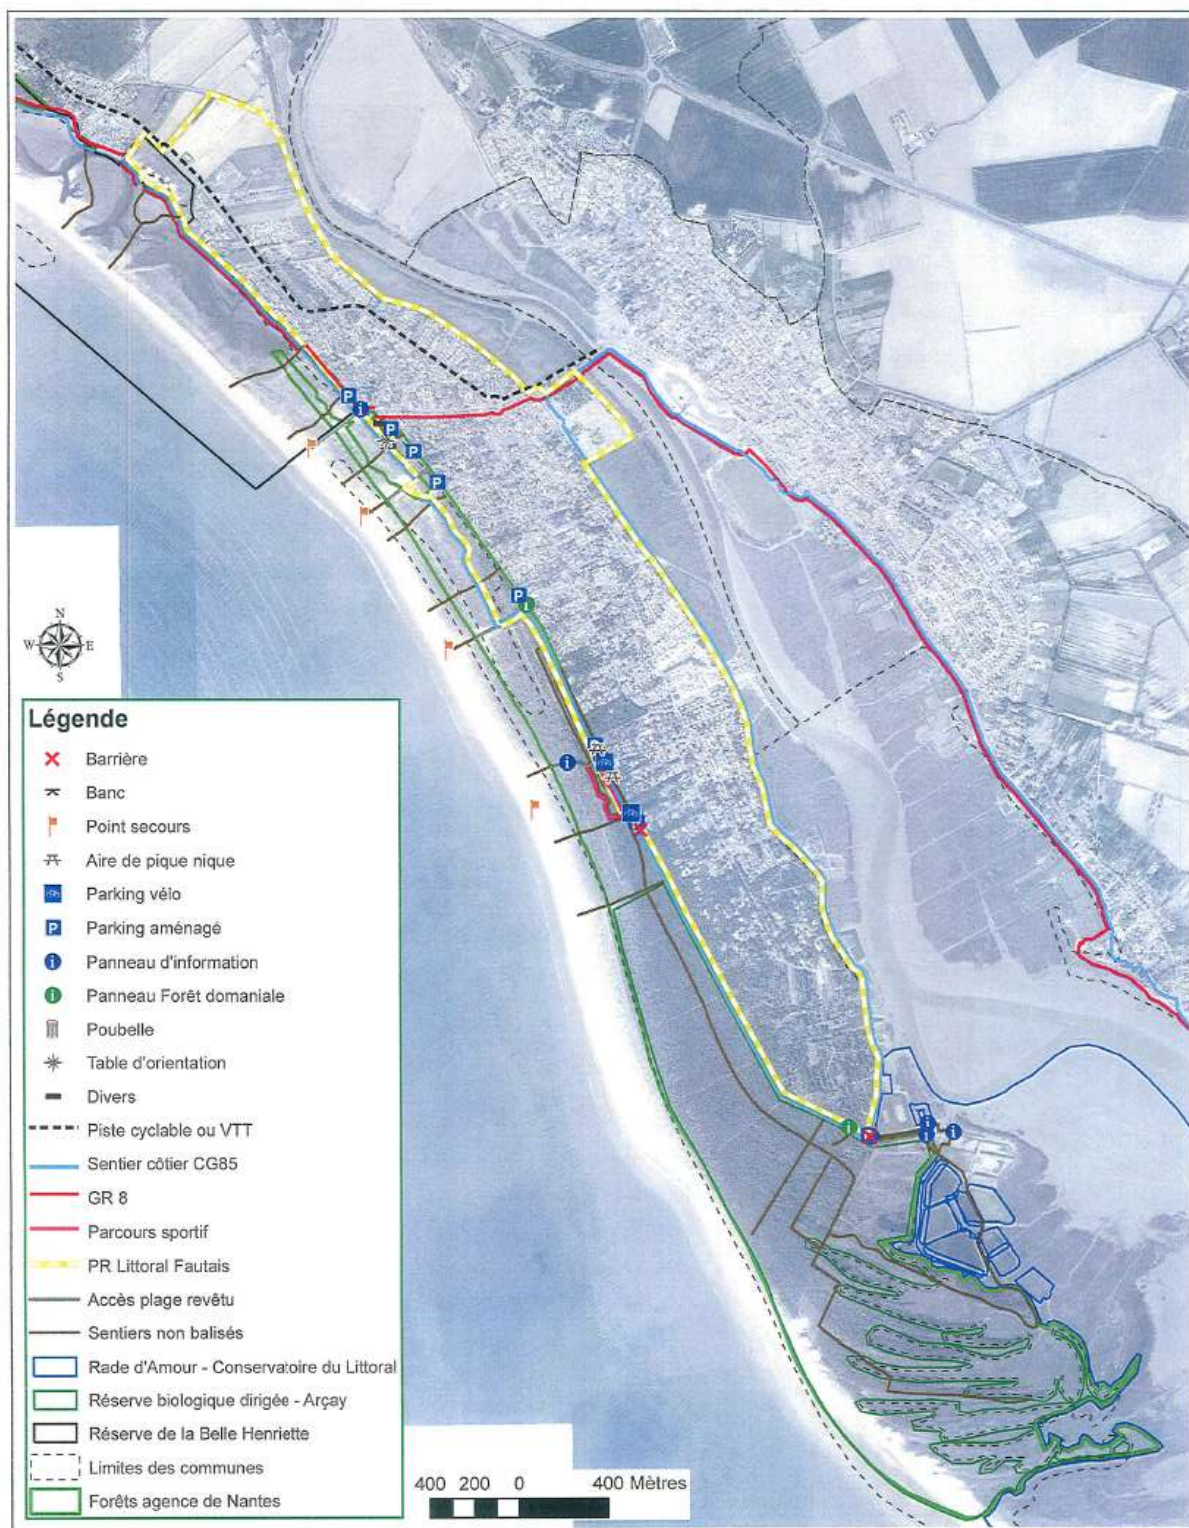 N
W E
S
P
i
P
P
P
P
i
P
i
i
i
i
i
i
Légende
Barrière
Banc
Point secours
Aire de pique nique
Parking vélo
P Parking aménagé
i Panneau d'information
i Panneau Forêt domaniale
Poubelle
Table d'orientation
Divers
Piste cyclable ou VTT
Sentier côtier CG85
GR 8
Parcours sportif
PR Littoral Fautais
Accès plage revêtu
Sentiers non balisés
Rade d'Amour - Conservatoire du Littoral
Réserve biologique dirigée - Arçay
Réserve de la Belle Henriette
Limites des communes
Forêts agence de Nantes
400 200 0 400 Mètres